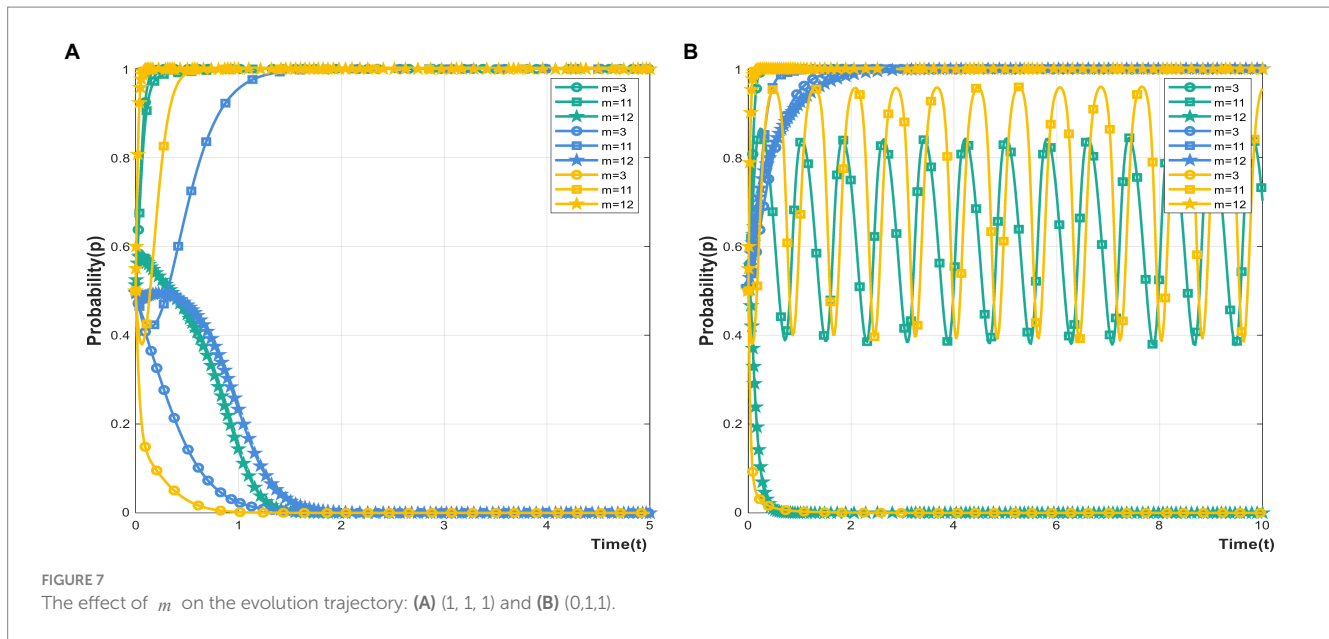 A
1
0.8
0.6
0.4
0.2
0
Probability(p)
0
1
2
3
4
5
Time(t)
m=3
m=11
m=12
m=3
m=11
m=12
m=3
m=11
m=12
B
1
0.8
0.6
0.4
0.2
0
Probability(p)
0
2
4
6
8
10
Time(t)
m=3
m=11
m=12
m=3
m=11
m=12
m=3
m=11
m=12
FIGURE 7
The effect of m on the evolution trajectory: (A) (1, 1, 1) and (B) (0,1,1).